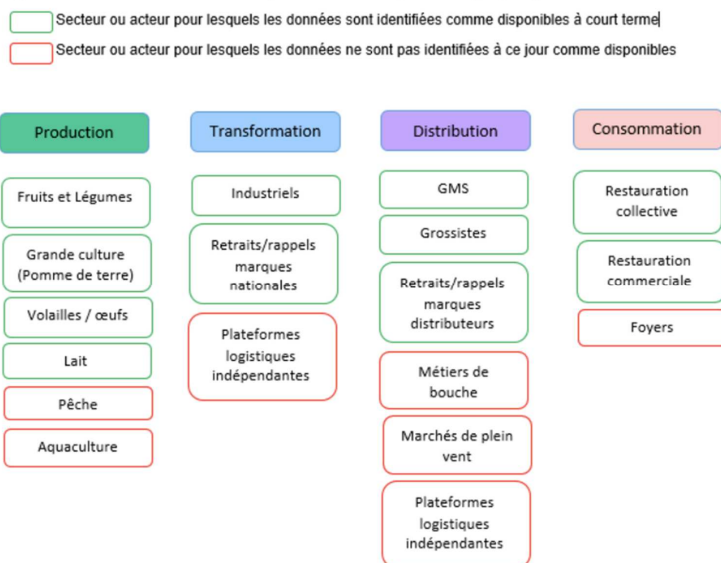 Secteur ou acteur pour lesquels les données sont identifiées comme disponibles à court terme
Secteur ou acteur pour lesquels les données ne sont pas identifiées à ce jour comme disponibles
Production
Fruits et Légumes
Grande culture
(Pomme de terre)
Volailles / œufs
Lait
Pêche
Aquaculture
Transformation
Industriels
Retraits/rappels
marques
nationales
Plateformes
logistiques
indépendantes
Distribution
GMS
Grossistes
Retraits/rappels
marques
distributeurs
Métiers de
bouche
Marchés de plein
vent
Plateformes
logistiques
indépendantes
Consommation
Restauration
collective
Restauration
commerciale
Foyers